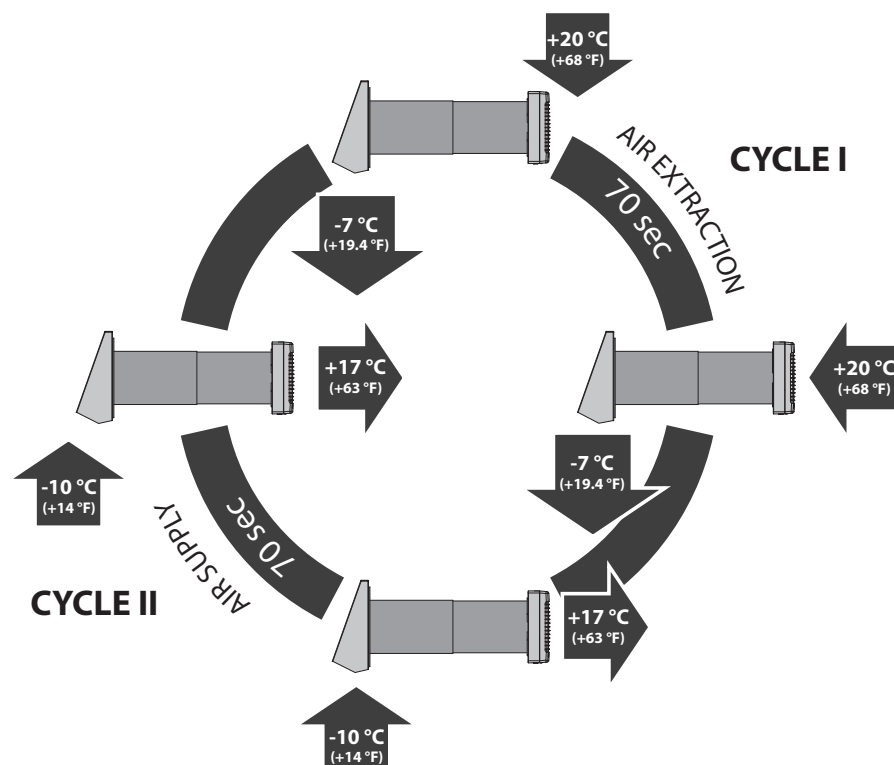 +20 °C
(+68 °F)
CYCLE I
AIR EXTRACTION
70 sec
-7 °C
(+19.4 °F)
+17 °C
(+63 °F)
+20 °C
(+68 °F)
-10 °C
(+14 °F)
-7 °C
(+19.4 °F)
70 sec
AIR SUPPLY
CYCLE II
+17 °C
(+63 °F)
-10 °C
(+14 °F)